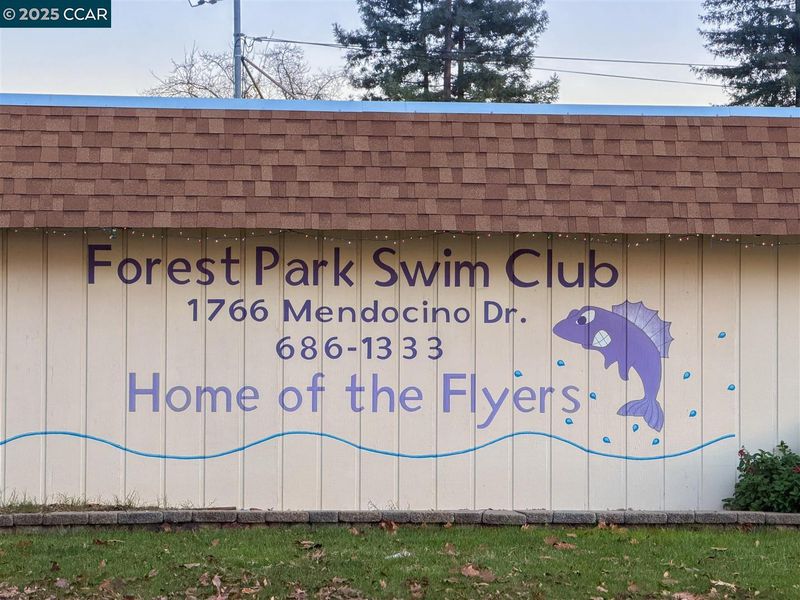 © 2025 CCAR
Forest Park Swim Club
1766 Mendocino Dr.
686-1333
Home of the Flyers